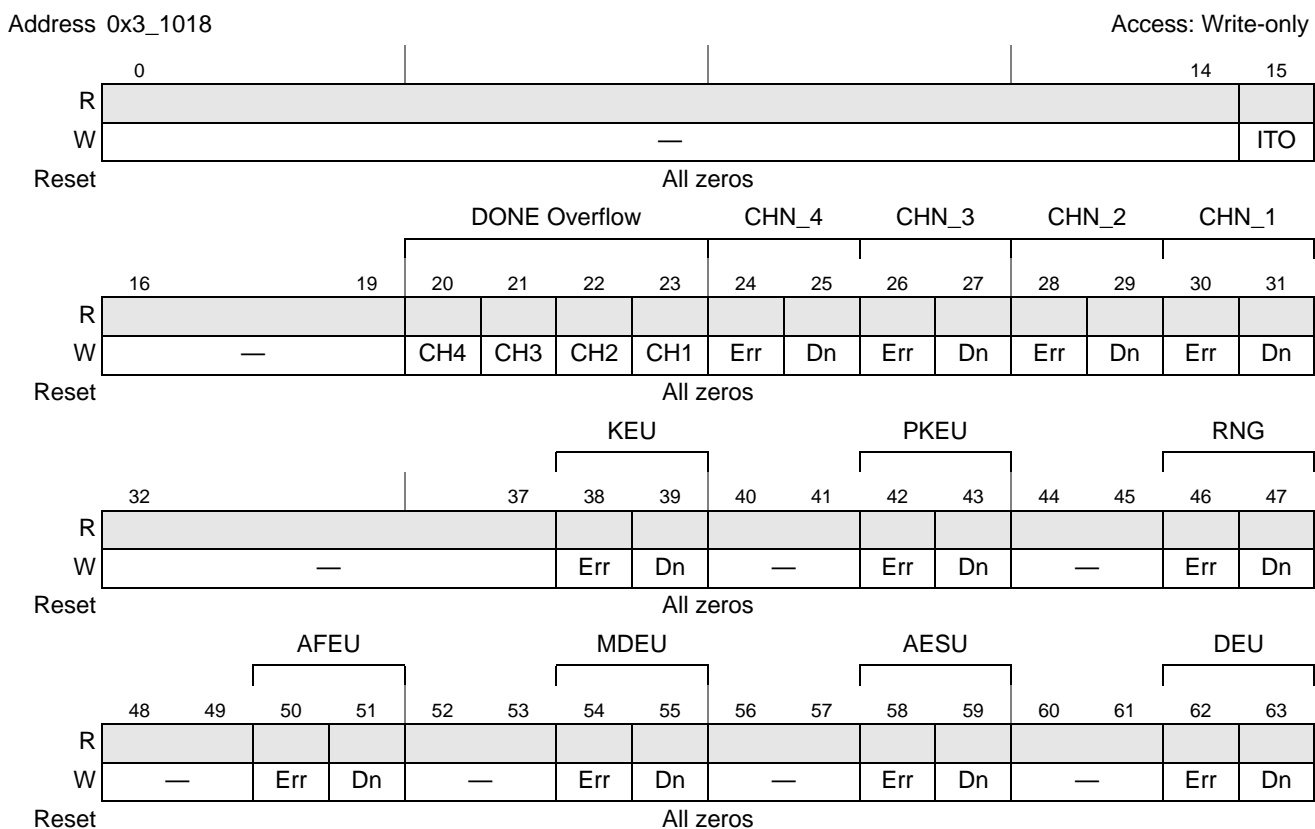 Address 0x3_1018 Access: Write-only
0 14 15
R
W — ITO
Reset All zeros
DONE Overflow CHN_4 CHN_3 CHN_2 CHN_1
16 19 20 21 22 23 24 25 26 27 28 29 30 31
R
W — CH4 CH3 CH2 CH1 Err Dn Err Dn Err Dn Err Dn
Reset All zeros
KEU PKEU RNG
32 37 38 39 40 41 42 43 44 45 46 47
R
W — Err Dn — Err Dn — Err Dn
Reset All zeros
AFEU MDEU AESU DEU
48 49 50 51 52 53 54 55 56 57 58 59 60 61 62 63
R
W — Err Dn — Err Dn — Err Dn — Err Dn
Reset All zeros